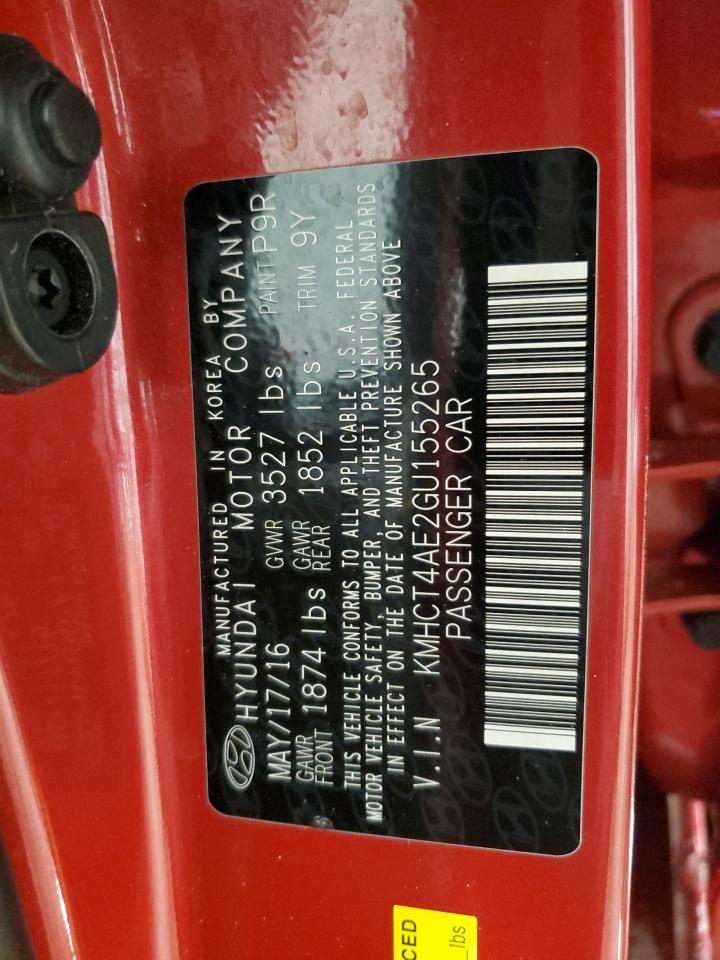 MANUFACTURED IN KOREA BY
HYUNDAI MOTOR COMPANY
MAY/17/16 GVWR 3527 lbs PAINT P9R
GAWR FRONT 1874 lbs GAWR REAR 1852 lbs TRIM 9Y
THIS VEHICLE CONFORMS TO ALL APPLICABLE U.S.A. FEDERAL
MOTOR VEHICLE SAFETY, BUMPER, AND THEFT PREVENTION STANDARDS
IN EFFECT ON THE DATE OF MANUFACTURE SHOWN ABOVE
V.I.N KMHCT4AE2GU155265
PASSENGER CAR
CED
lbs